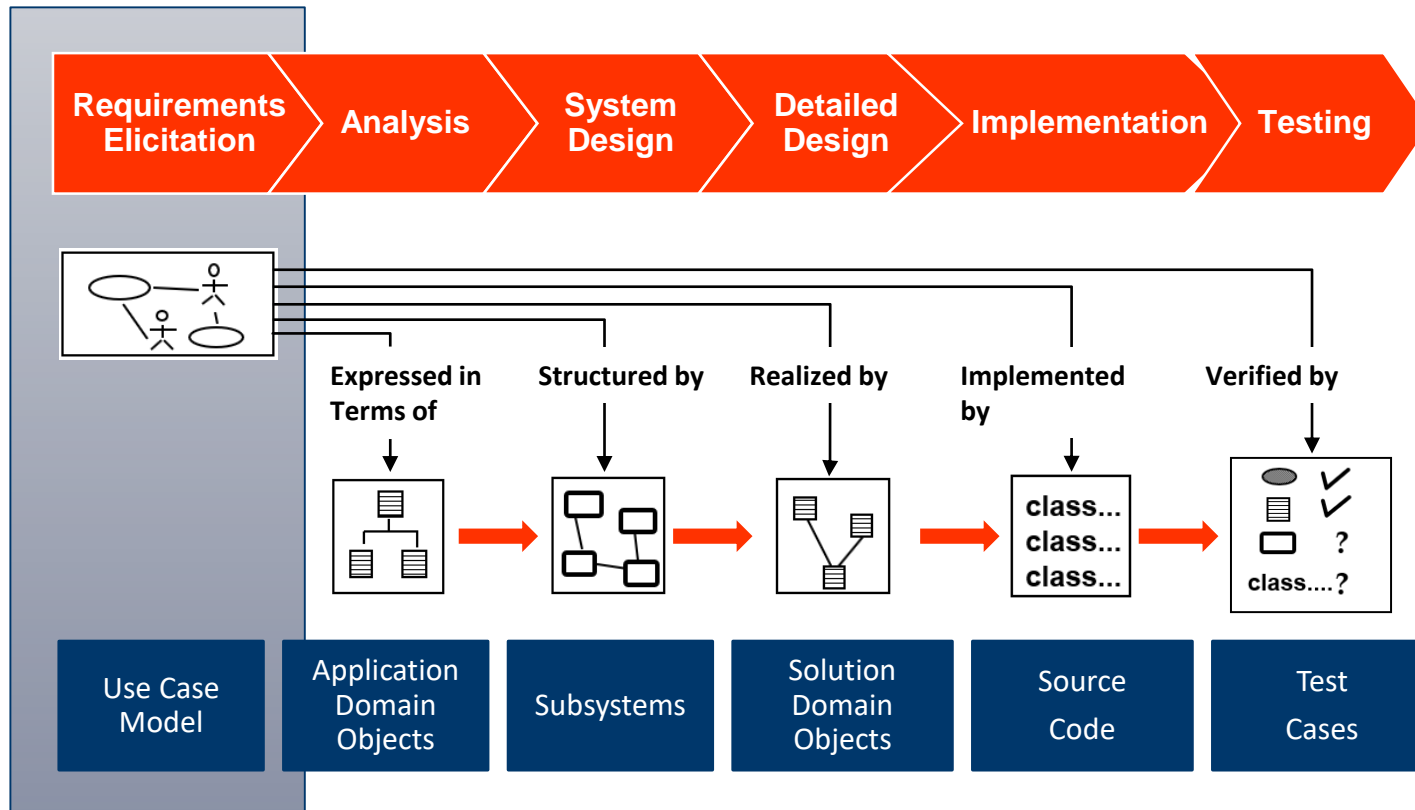 Requirements
Elicitation
Analysis
System
Design
Detailed
Design
Implementation
Testing
Expressed in
Terms of
Structured by
Realized by
Implemented
by
Verified by
class...
class...
class...
?
class....?
Use Case
Model
Application
Domain
Objects
Subsystems
Solution
Domain
Objects
Source
Code
Test
Cases